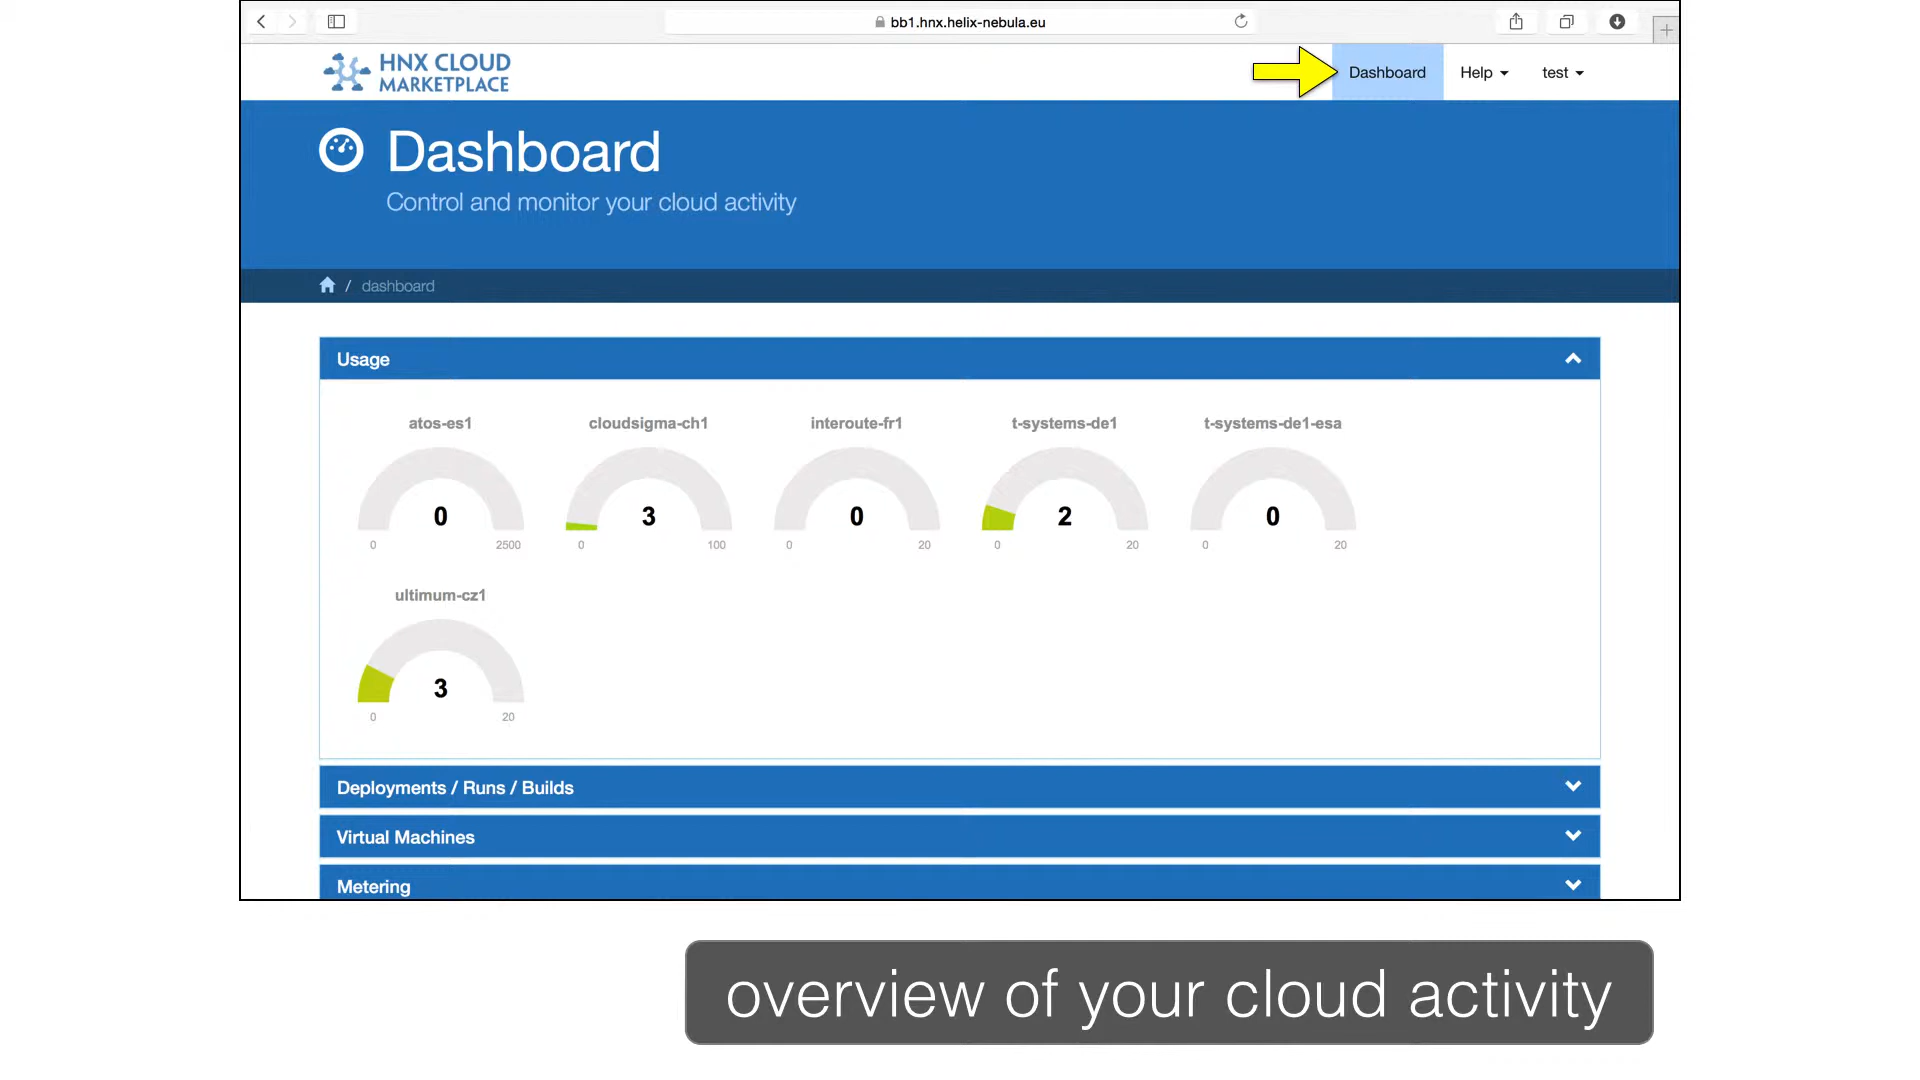 bb1.hnx.helix-nebula.eu
HNX CLOUD
MARKETPLACE
Dashboard Help test
Dashboard
Control and monitor your cloud activity
/ dashboard
Usage
atos-es1 cloudsigma-ch1 interoute-fr1 t-systems-de1 t-systems-de1-esa
0 3 0 2 0
0 2500 0 100 0 20 0 20 0 20
ultimum-cz1
3
0 20
Deployments / Runs / Builds
Virtual Machines
Metering
overview of your cloud activity